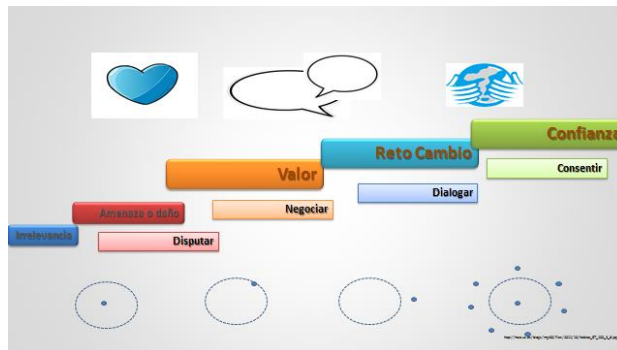 Confianza
Reto Cambio
Consentir
Valor
Dialogar
Negociar
Amenaza o daño
Irrelevancia
Disputar